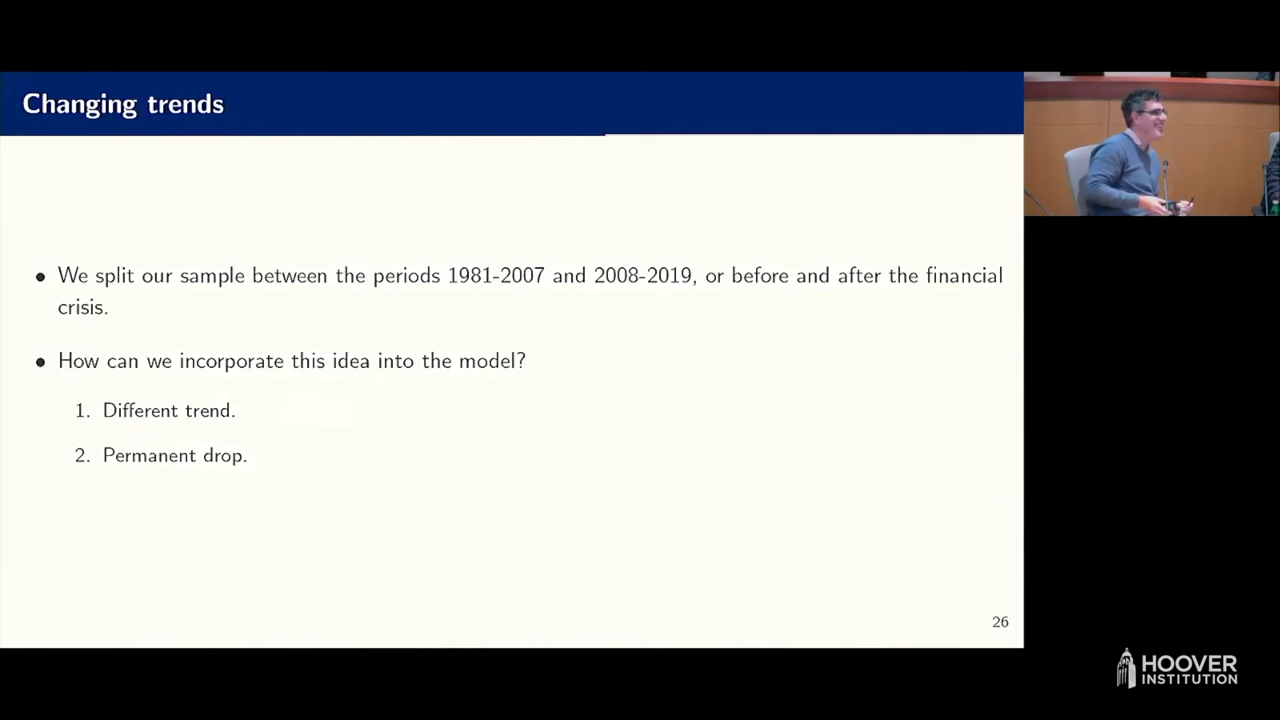 Changing trends
• We split our sample between the periods 1981-2007 and 2008-2019, or before and after the financial
crisis.
• How can we incorporate this idea into the model?
1. Different trend.
2. Permanent drop.
26
HOOVER
INSTITUTION